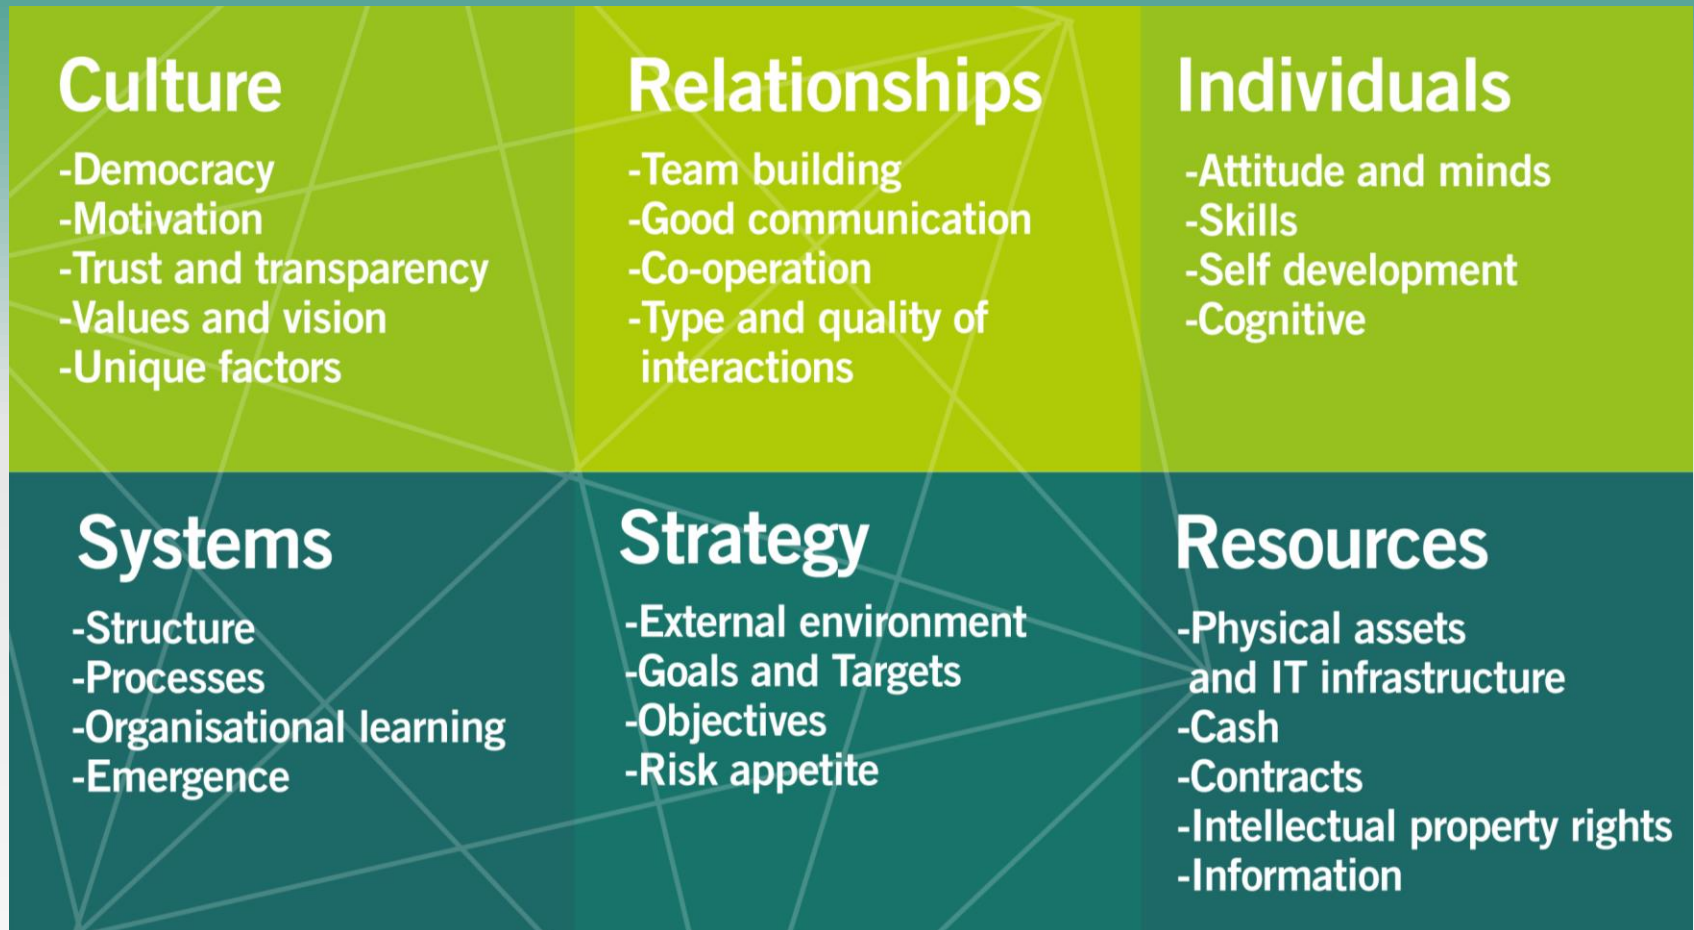 Culture
-Democracy
-Motivation
-Trust and transparency
-Values and vision
-Unique factors
Relationships
-Team building
-Good communication
-Co-operation
-Type and quality of
interactions
Individuals
-Attitude and minds
-Skills
-Self development
-Cognitive
Systems
-Structure
-Processes
-Organisational learning
-Emergence
Strategy
-External environment
-Goals and Targets
-Objectives
-Risk appetite
Resources
-Physical assets
and IT infrastructure
-Cash
-Contracts
-Intellectual property rights
-Information